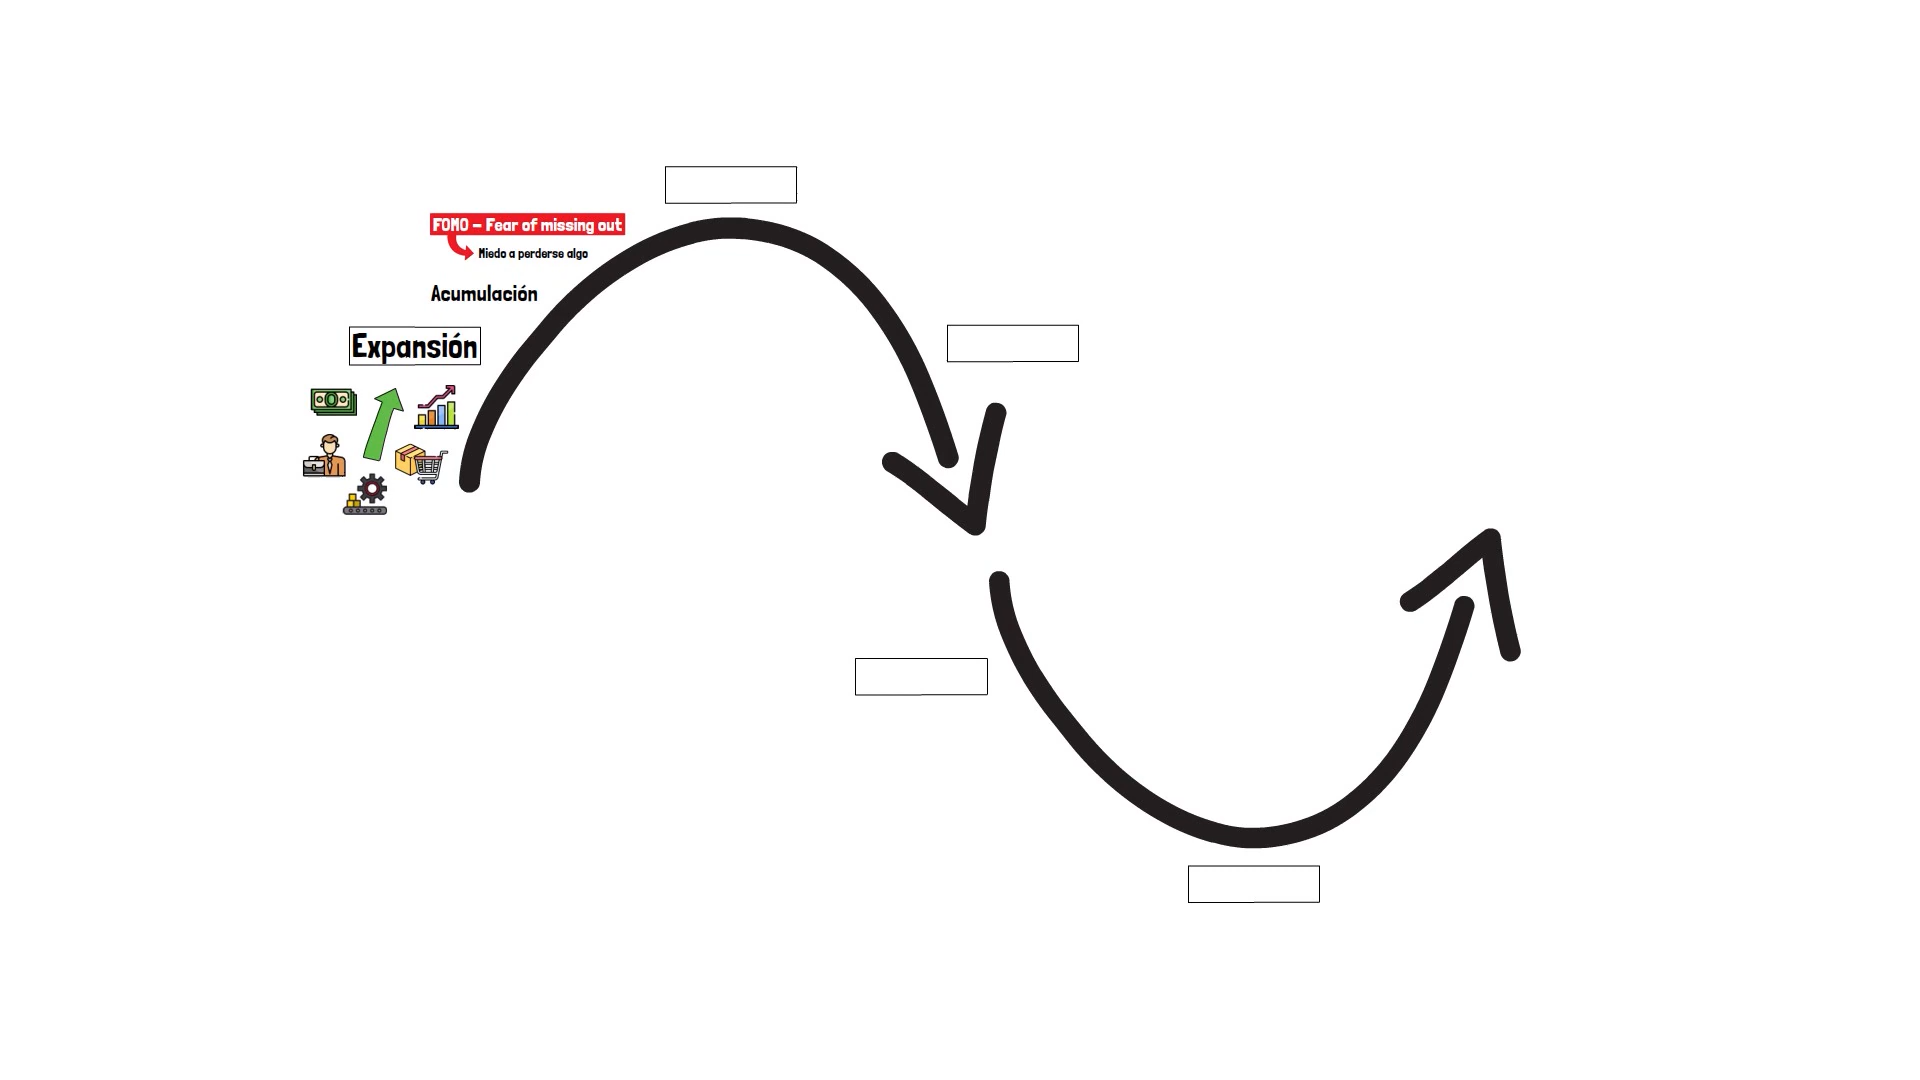 FOMO – Fear of missing out
Miedo a perderse algo
Acumulación
Expansión